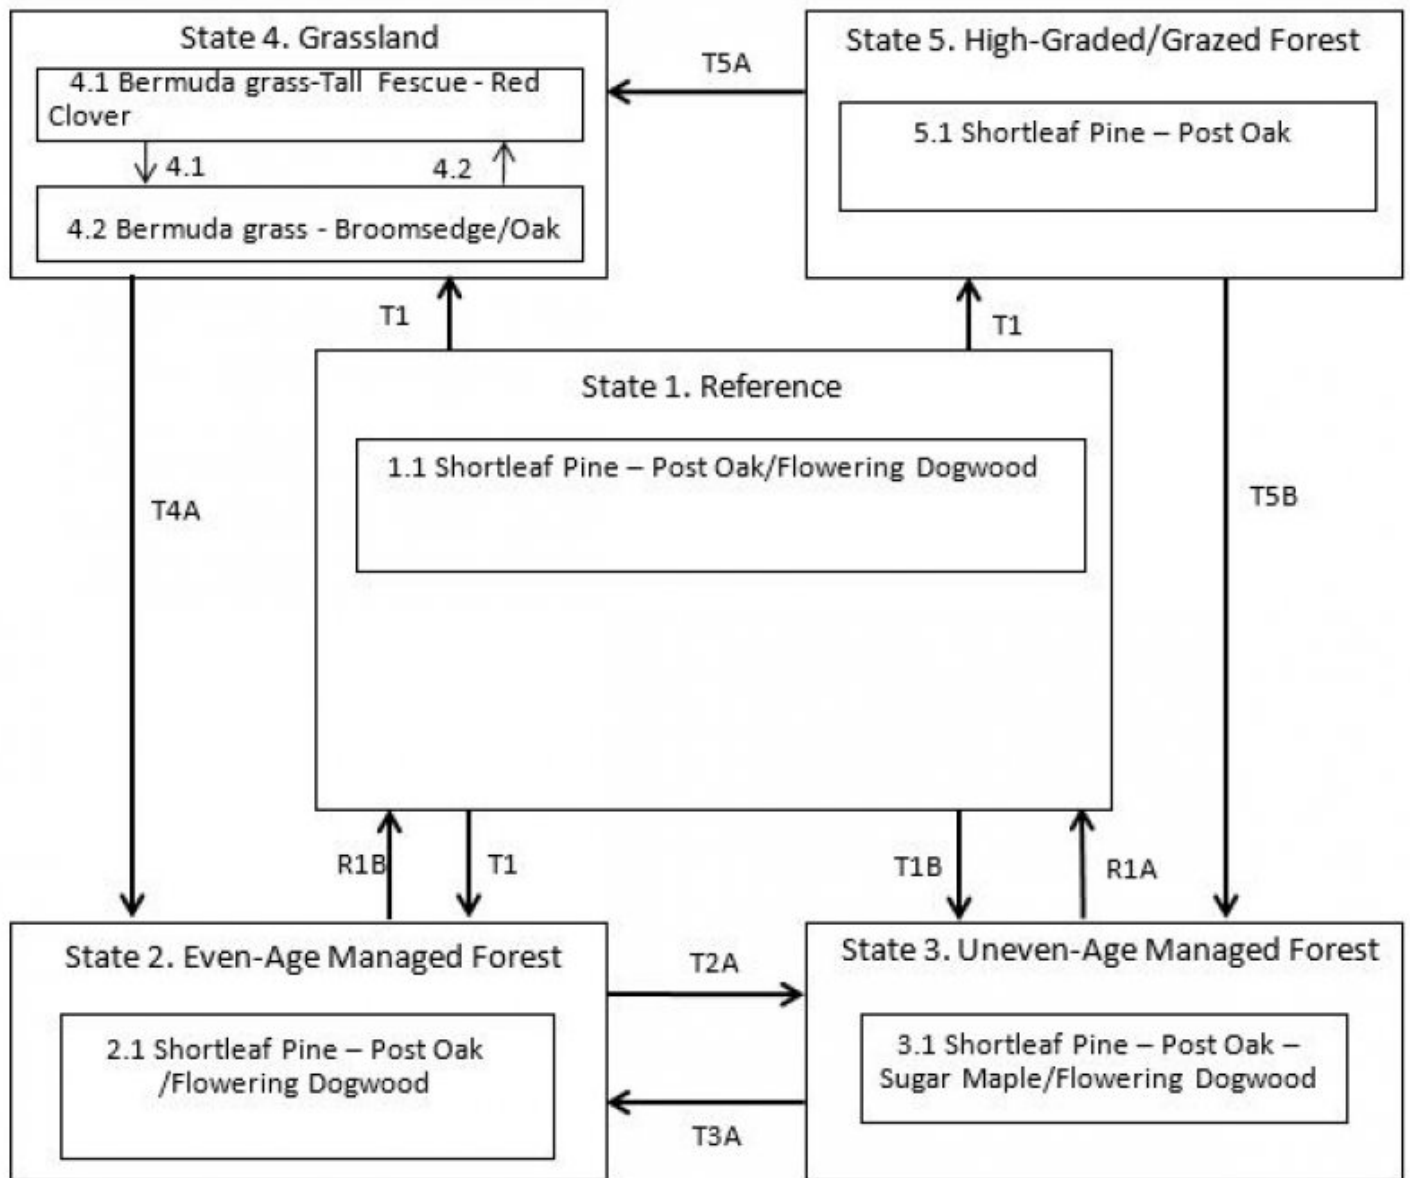 State 4. Grassland
4.1 Bermuda grass-Tall Fescue - Red
Clover
4.1
4.2
4.2 Bermuda grass - Broomsedge/Oak
T5A
State 5. High-Graded/Grazed Forest
5.1 Shortleaf Pine – Post Oak
T1
T1
State 1. Reference
1.1 Shortleaf Pine – Post Oak/Flowering Dogwood
T4A
T5B
R1B
T1
T1B
R1A
State 2. Even-Age Managed Forest
2.1 Shortleaf Pine – Post Oak
/Flowering Dogwood
T2A
T3A
State 3. Uneven-Age Managed Forest
3.1 Shortleaf Pine – Post Oak –
Sugar Maple/Flowering Dogwood